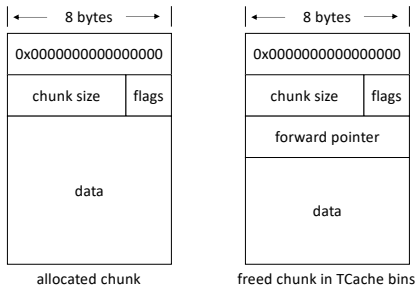 8 bytes
0x0000000000000000
chunk size
flags
data
allocated chunk
8 bytes
0x0000000000000000
chunk size
flags
forward pointer
data
freed chunk in TCache bins